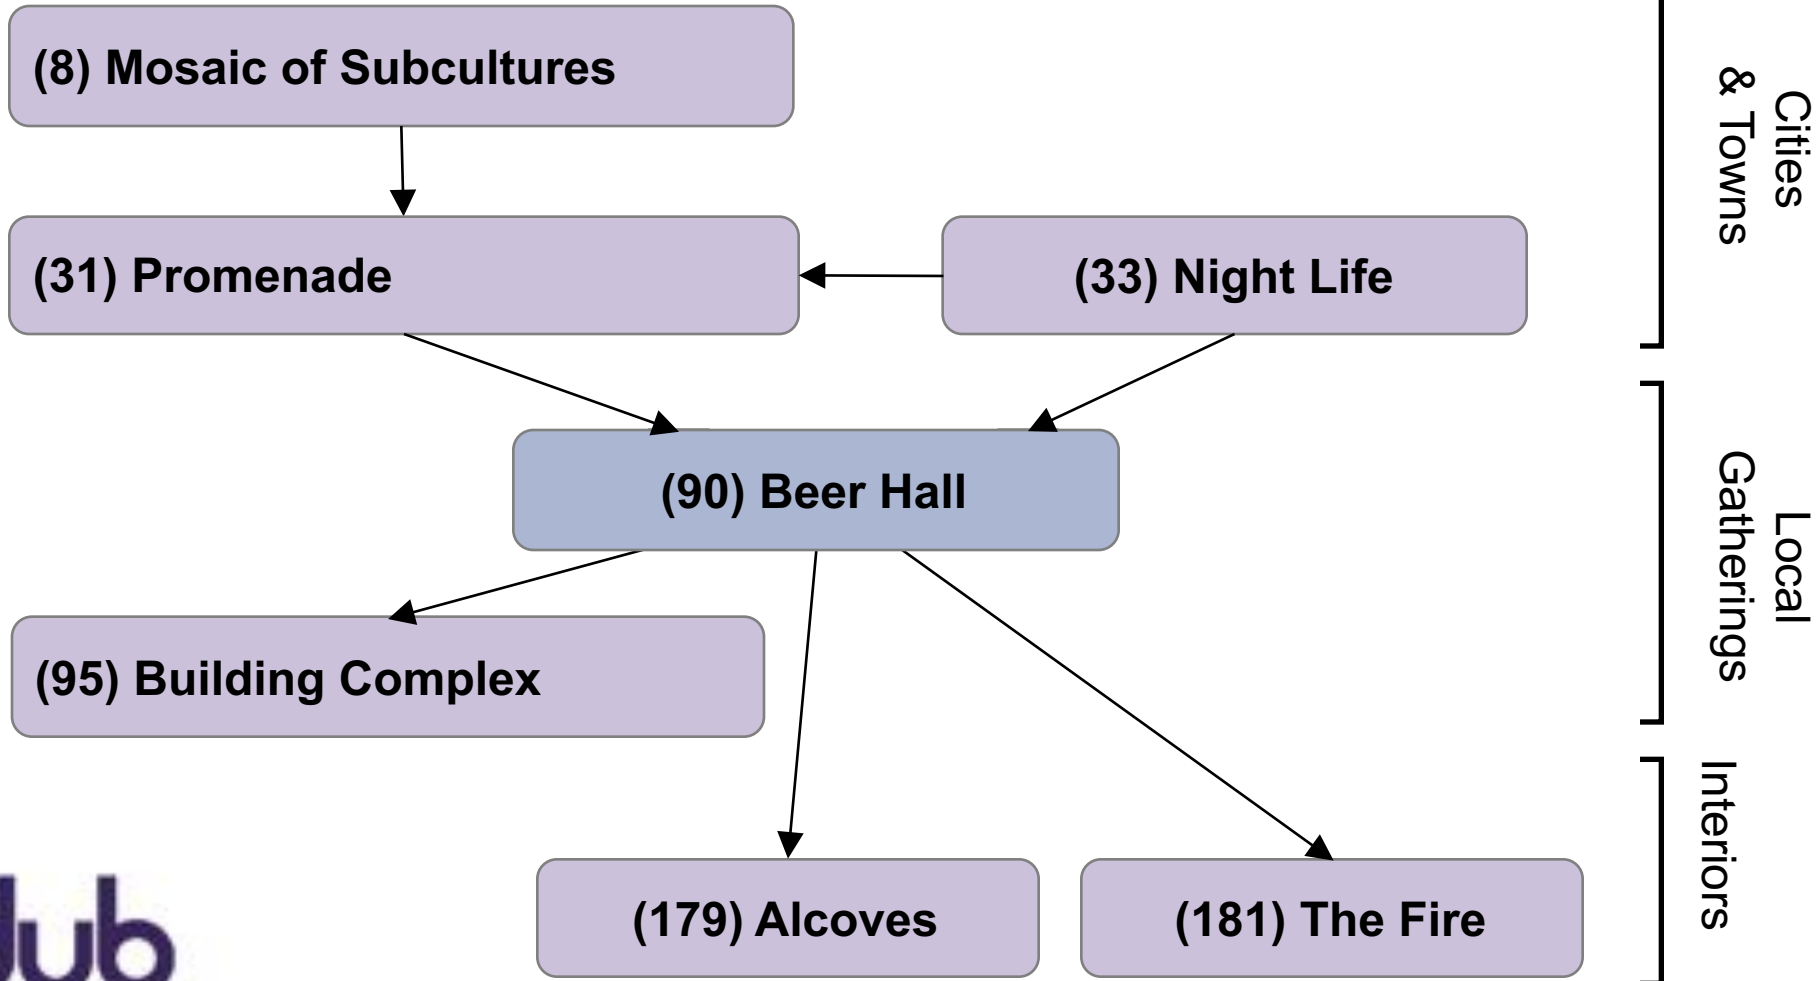 (8) Mosaic of Subcultures
Cities
& Towns
(31) Promenade
(33) Night Life
(90) Beer Hall
Local
Gatherings
(95) Building Complex
Interiors
(179) Alcoves
(181) The Fire